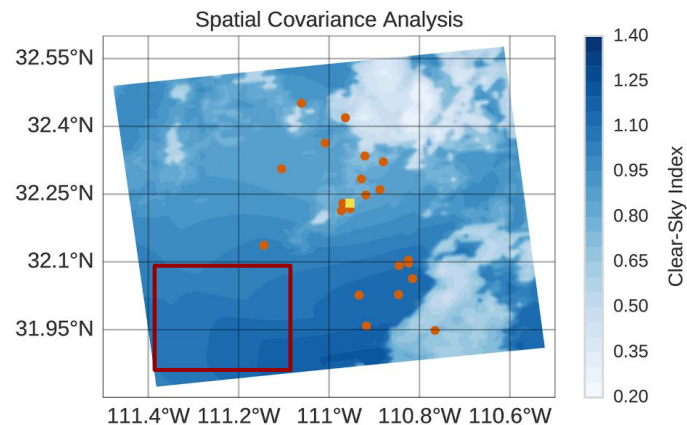 Spatial Covariance Analysis
32.55°N
32.4°N
32.25°N
32.1°N
31.95°N
111.4°W 111.2°W 111°W 110.8°W 110.6°W
1.40
1.25
1.10
0.95
0.80
0.65
0.50
0.35
0.20
Clear-Sky Index